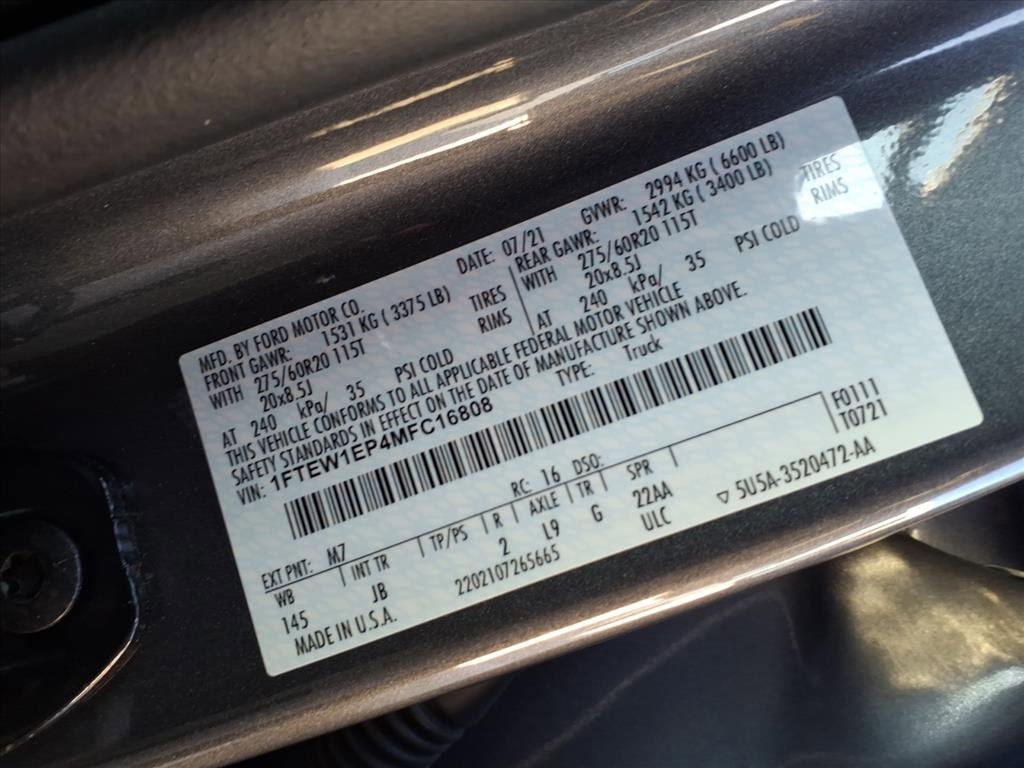 MFD. BY FORD MOTOR CO.
DATE: 07/21 GVWR: 2994 KG ( 6600 LB)
FRONT GAWR: 1531 KG ( 3375 LB) REAR GAWR: 1542 KG ( 3400 LB)
WITH 275/60R20 115T TIRES WITH 275/60R20 115T TIRES
20x8.5J RIMS 20x8.5J RIMS
AT 240 kPa/ 35 PSI COLD AT 240 kPa/ 35 PSI COLD
THIS VEHICLE CONFORMS TO ALL APPLICABLE FEDERAL MOTOR VEHICLE
SAFETY STANDARDS IN EFFECT ON THE DATE OF MANUFACTURE SHOWN ABOVE.
VIN: 1FTEW1EP4MFC16808 TYPE: Truck
F0111
T0721
EXT PNT: M7 RC: 16 DSO:
WB INT TR TP/PS R AXLE TR SPR
145 JB 2 L9 G 22AA
ULC
MADE IN U.S.A. 2202107265665 ▽ 5U5A-3520472-AA